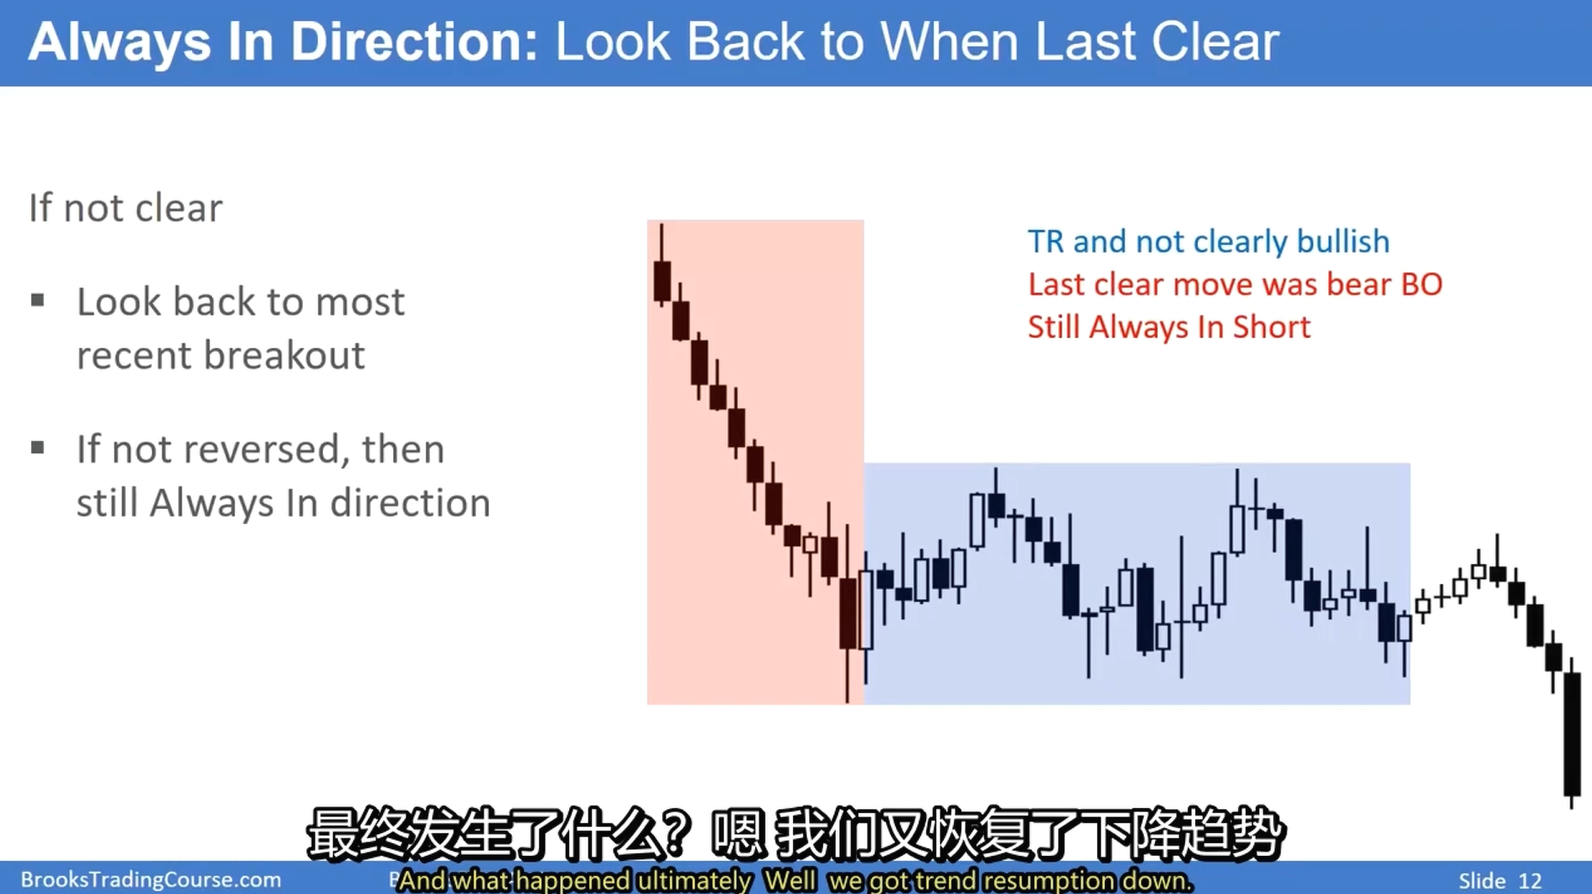 Always In Direction: Look Back to When Last Clear
If not clear
▪ Look back to most
recent breakout
▪ If not reversed, then
still Always In direction
TR and not clearly bullish
Last clear move was bear BO
Still Always In Short
最终发生了什么? 嗯 我们又恢复了下降趋势
BrooksTradingCourse.com
And what happened ultimately Well we got trend resumption down.
Slide 12